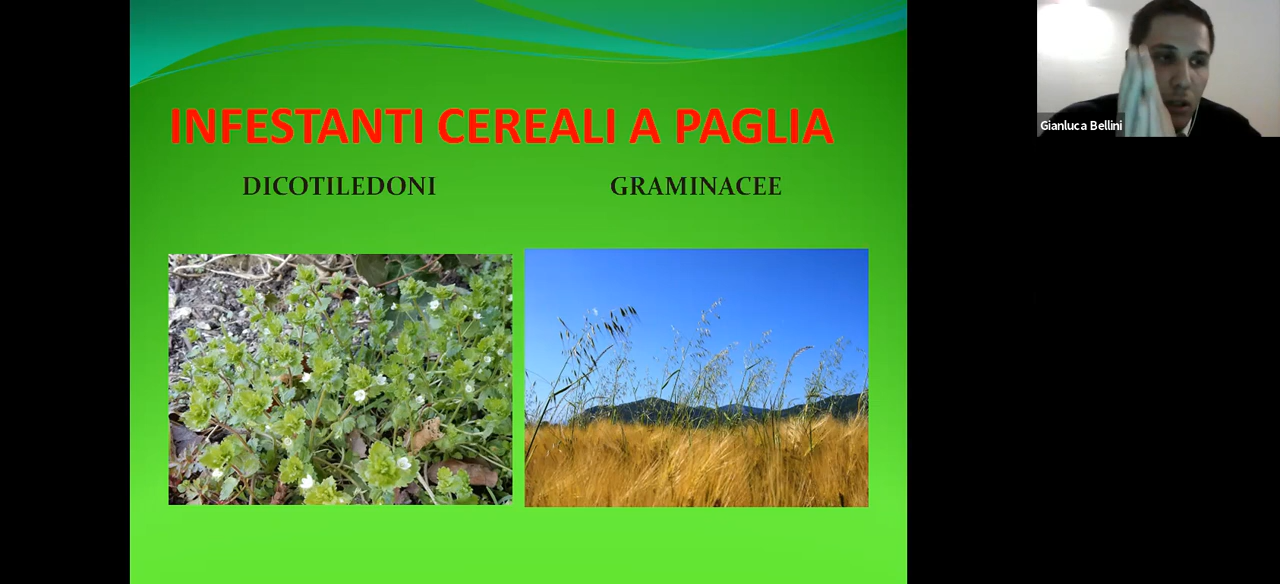 INFESTANTI CEREALI A PAGLIA
DICOTILEDONI
GRAMINACEE
Gianluca Bellini